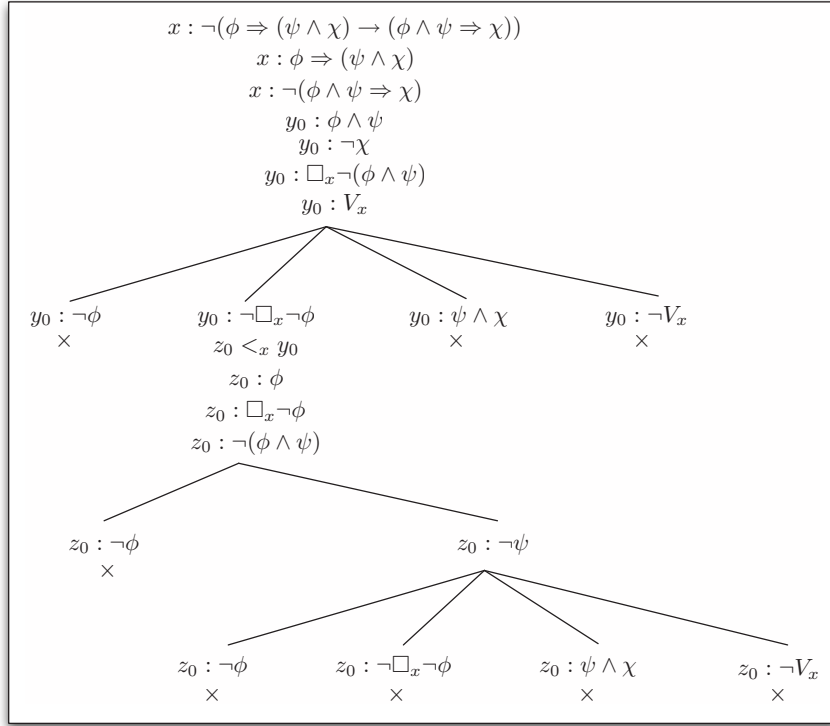 x : ¬(ϕ ⇒ (ψ ∧ χ) → (ϕ ∧ ψ ⇒ χ))
x : ϕ ⇒ (ψ ∧ χ)
x : ¬(ϕ ∧ ψ ⇒ χ)
y₀ : ϕ ∧ ψ
y₀ : ¬χ
y₀ : □ₓ¬(ϕ ∧ ψ)
y₀ : Vₓ
y₀ : ¬ϕ y₀ : ¬□ₓ¬ϕ y₀ : ψ ∧ χ y₀ : ¬Vₓ
× × ×
z₀ <ₓ y₀
z₀ : ϕ
z₀ : □ₓ¬ϕ
z₀ : ¬(ϕ ∧ ψ)
z₀ : ¬ϕ z₀ : ¬ψ
×
z₀ : ¬ϕ z₀ : ¬□ₓ¬ϕ z₀ : ψ ∧ χ z₀ : ¬Vₓ
× × × ×